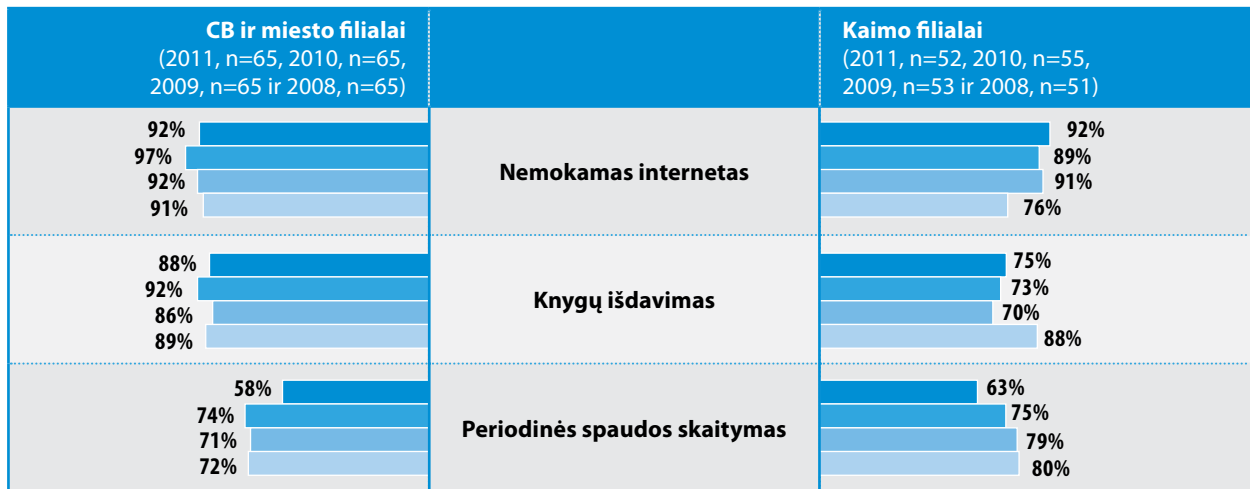 CB ir miesto filialai
(2011, n=65, 2010, n=65,
2009, n=65 ir 2008, n=65)
Kaimo filialai
(2011, n=52, 2010, n=55,
2009, n=53 ir 2008, n=51)
92%
97%
92%
91%
Nemokamas internetas
92%
89%
91%
76%
88%
92%
86%
89%
Knygų išdavimas
75%
73%
70%
88%
58%
74%
71%
72%
Periodinės spaudos skaitymas
63%
75%
79%
80%